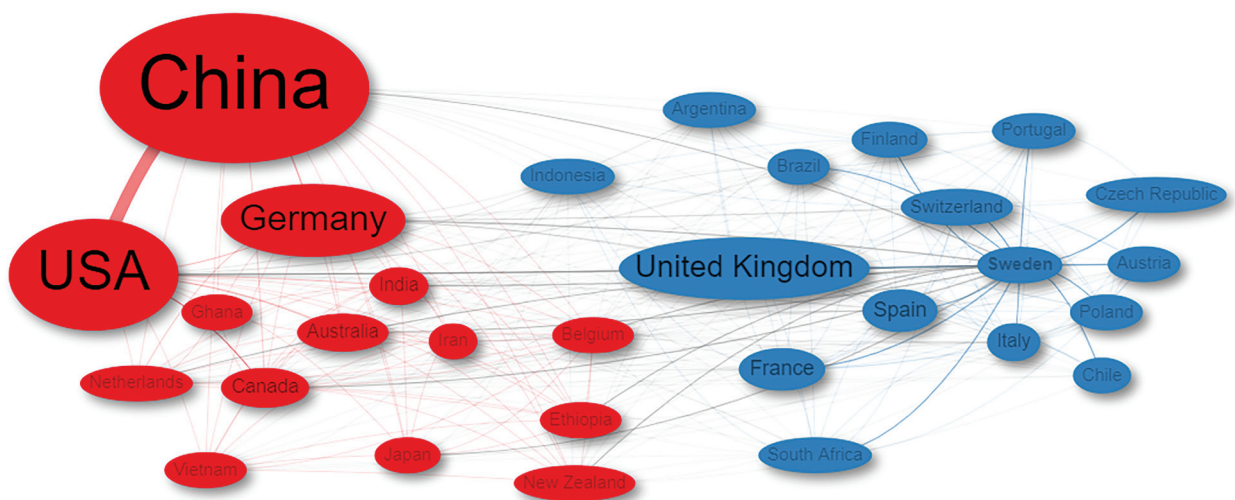 China
Argentina
Portugal
Finland
Brazil
Indonesia
Czech Republic
Switzerland
Germany
United Kingdom
Sweden
Austria
USA
India
Ghana
Spain
Poland
Australia
Iran
Belgium
Italy
France
Chile
Netherlands
Canada
Ethiopia
Japan
South Africa
Vietnam
New Zealand